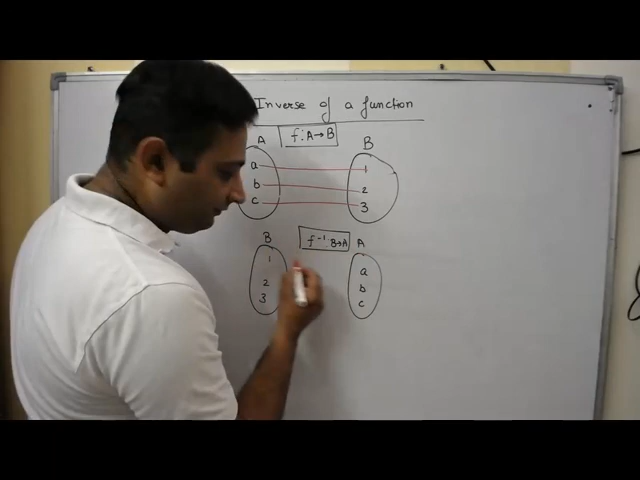 Inverse of a function
A f:A→B B
a 1
b 2
c 3
B f⁻¹ B→A A
1 a
2 b
3 c